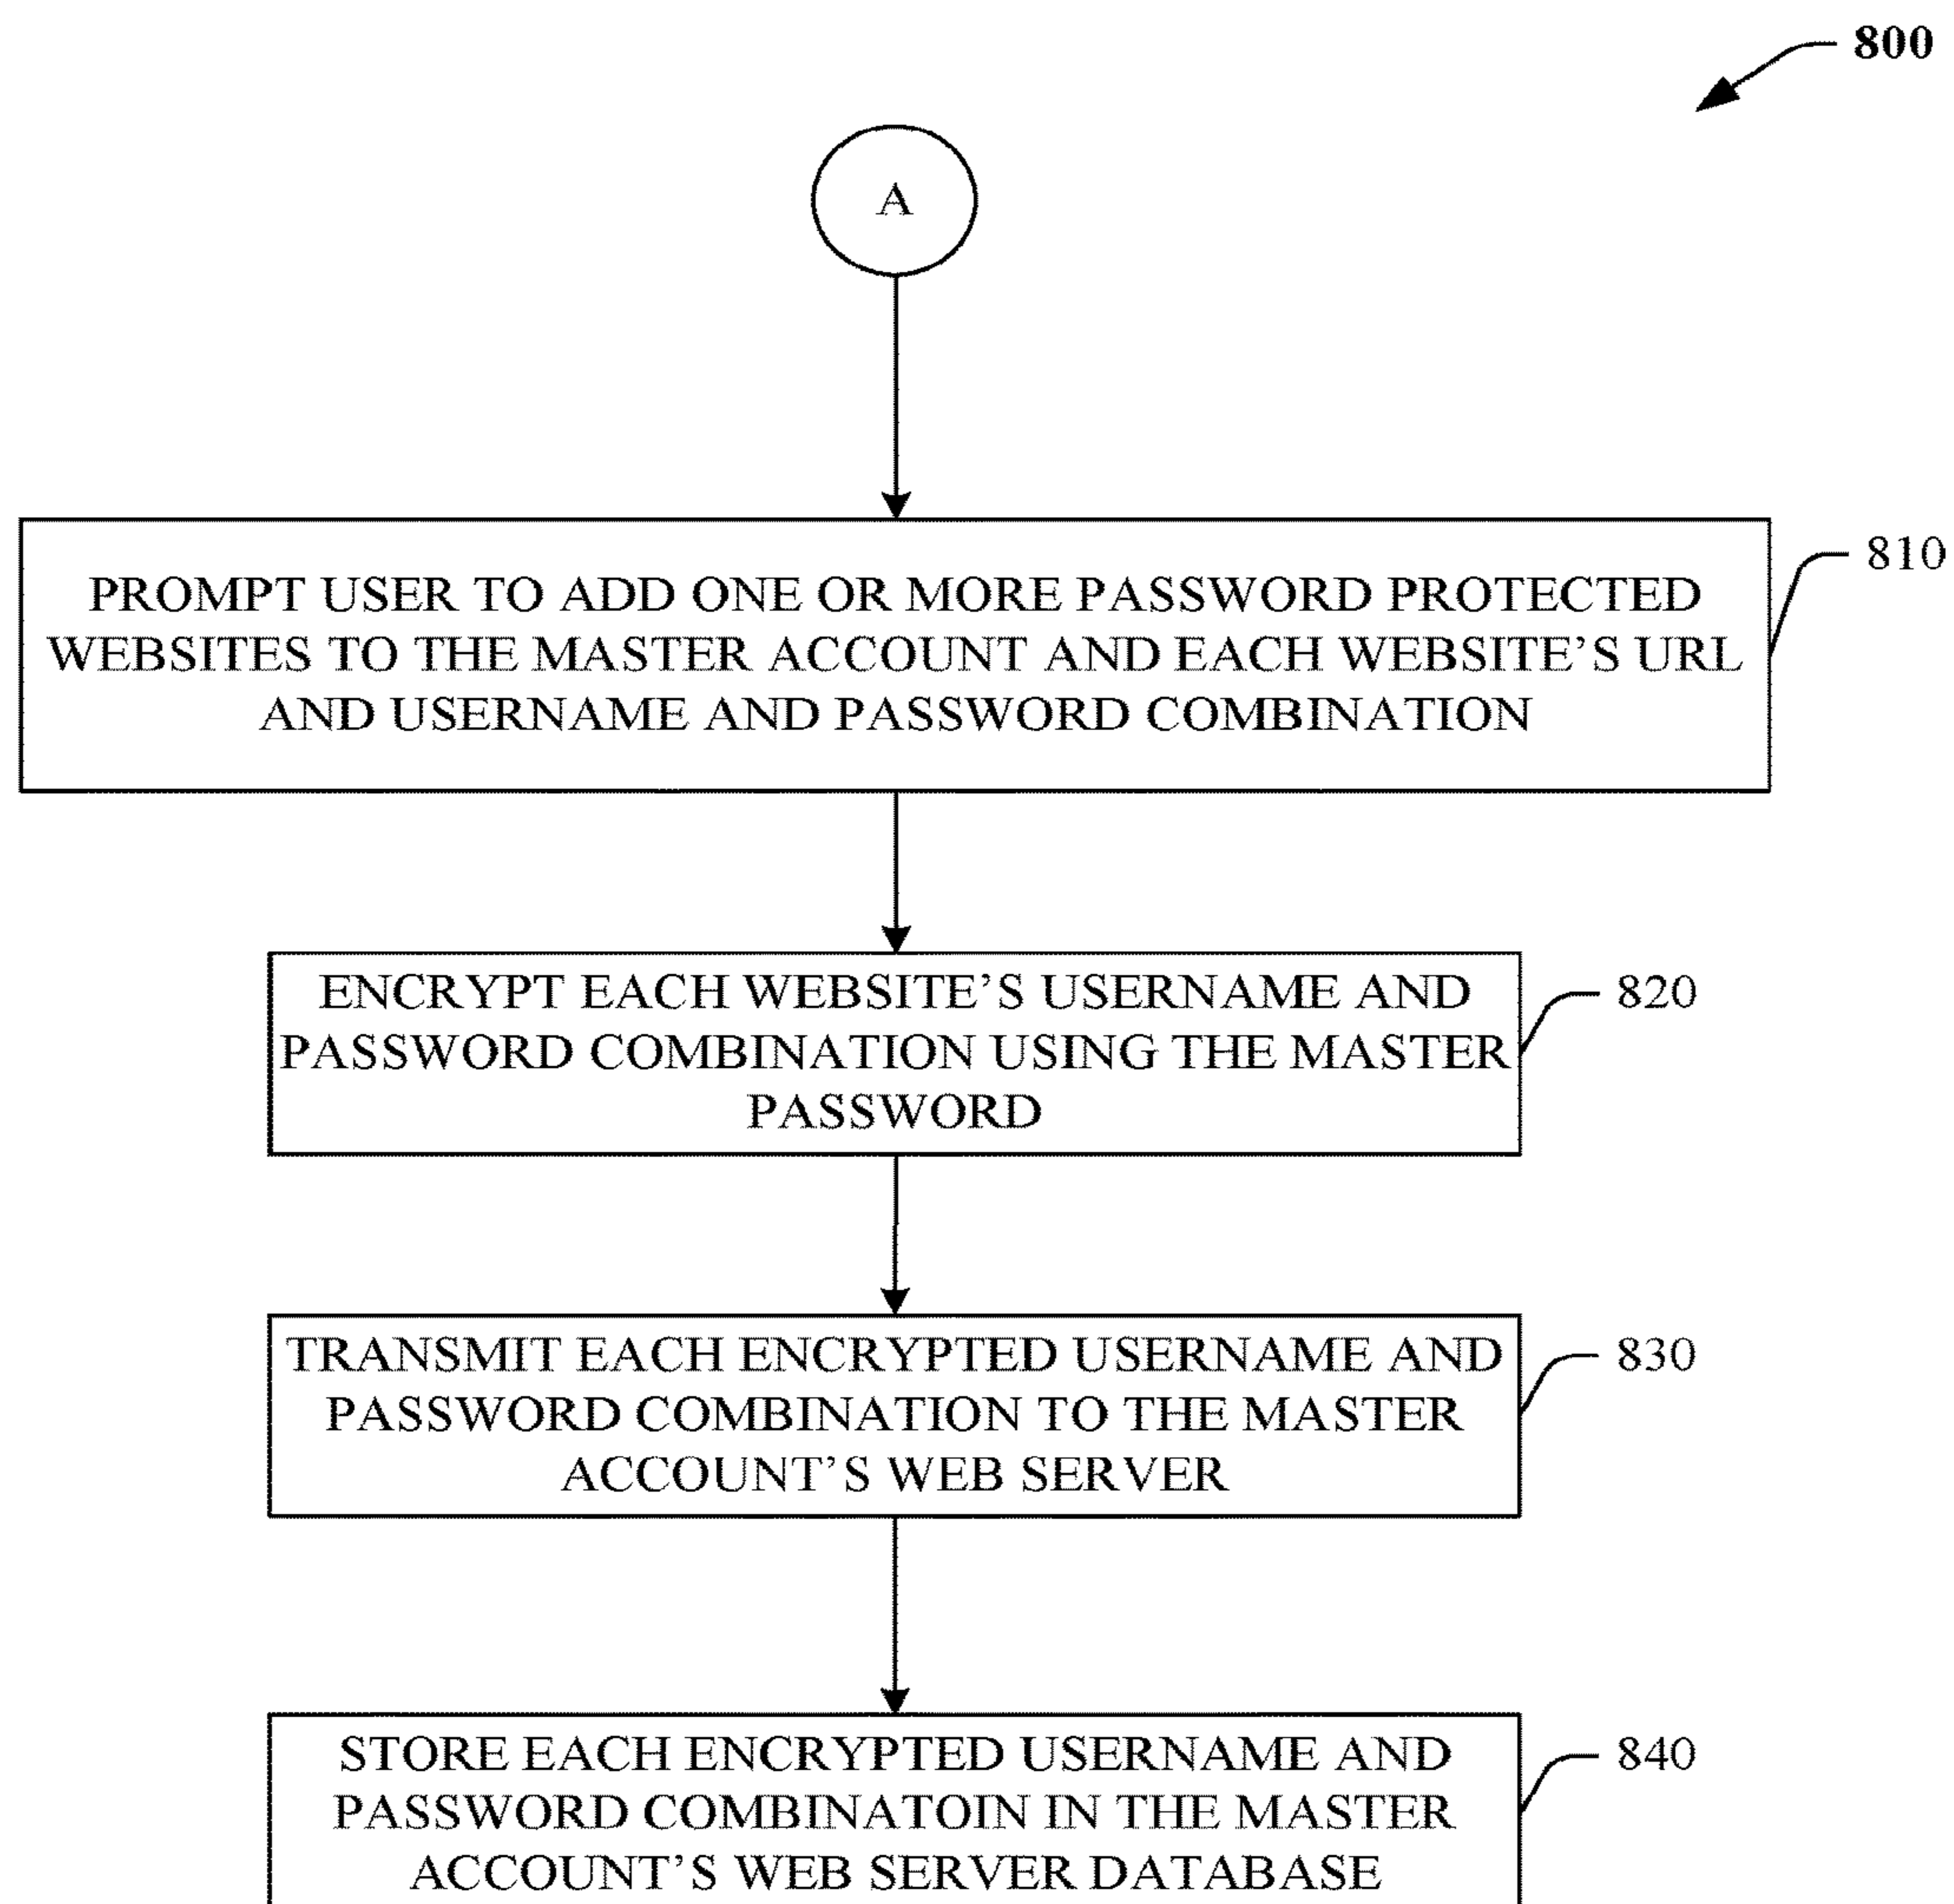 800
A
PROMPT USER TO ADD ONE OR MORE PASSWORD PROTECTED
WEBSITES TO THE MASTER ACCOUNT AND EACH WEBSITE'S URL
AND USERNAME AND PASSWORD COMBINATION
810
ENCRYPT EACH WEBSITE'S USERNAME AND
PASSWORD COMBINATION USING THE MASTER
PASSWORD
820
TRANSMIT EACH ENCRYPTED USERNAME AND
PASSWORD COMBINATION TO THE MASTER
ACCOUNT'S WEB SERVER
830
STORE EACH ENCRYPTED USERNAME AND
PASSWORD COMBINATOIN IN THE MASTER
ACCOUNT'S WEB SERVER DATABASE
840